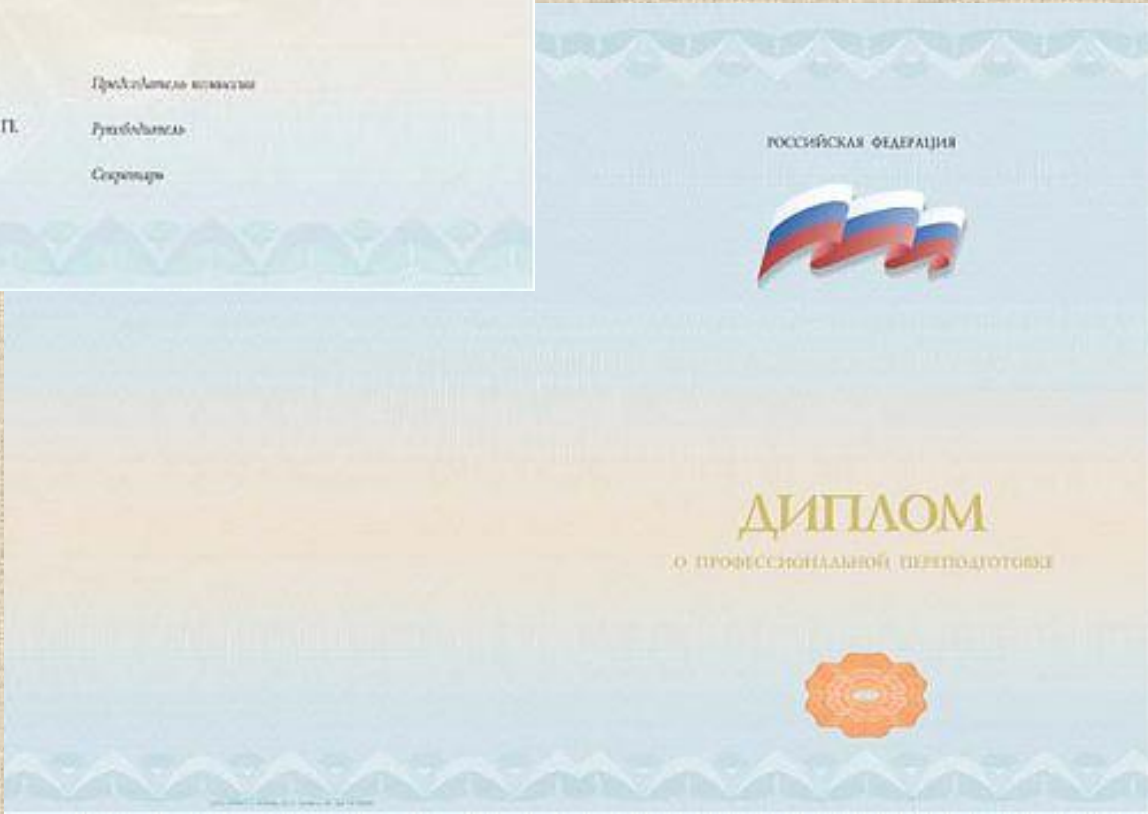 Председатель комиссии
П.
Руководитель
Секретарь
РОССИЙСКАЯ ФЕДЕРАЦИЯ
ДИПЛОМ
О ПРОФЕССИОНАЛЬНОЙ ПЕРЕПОДГОТОВКЕ